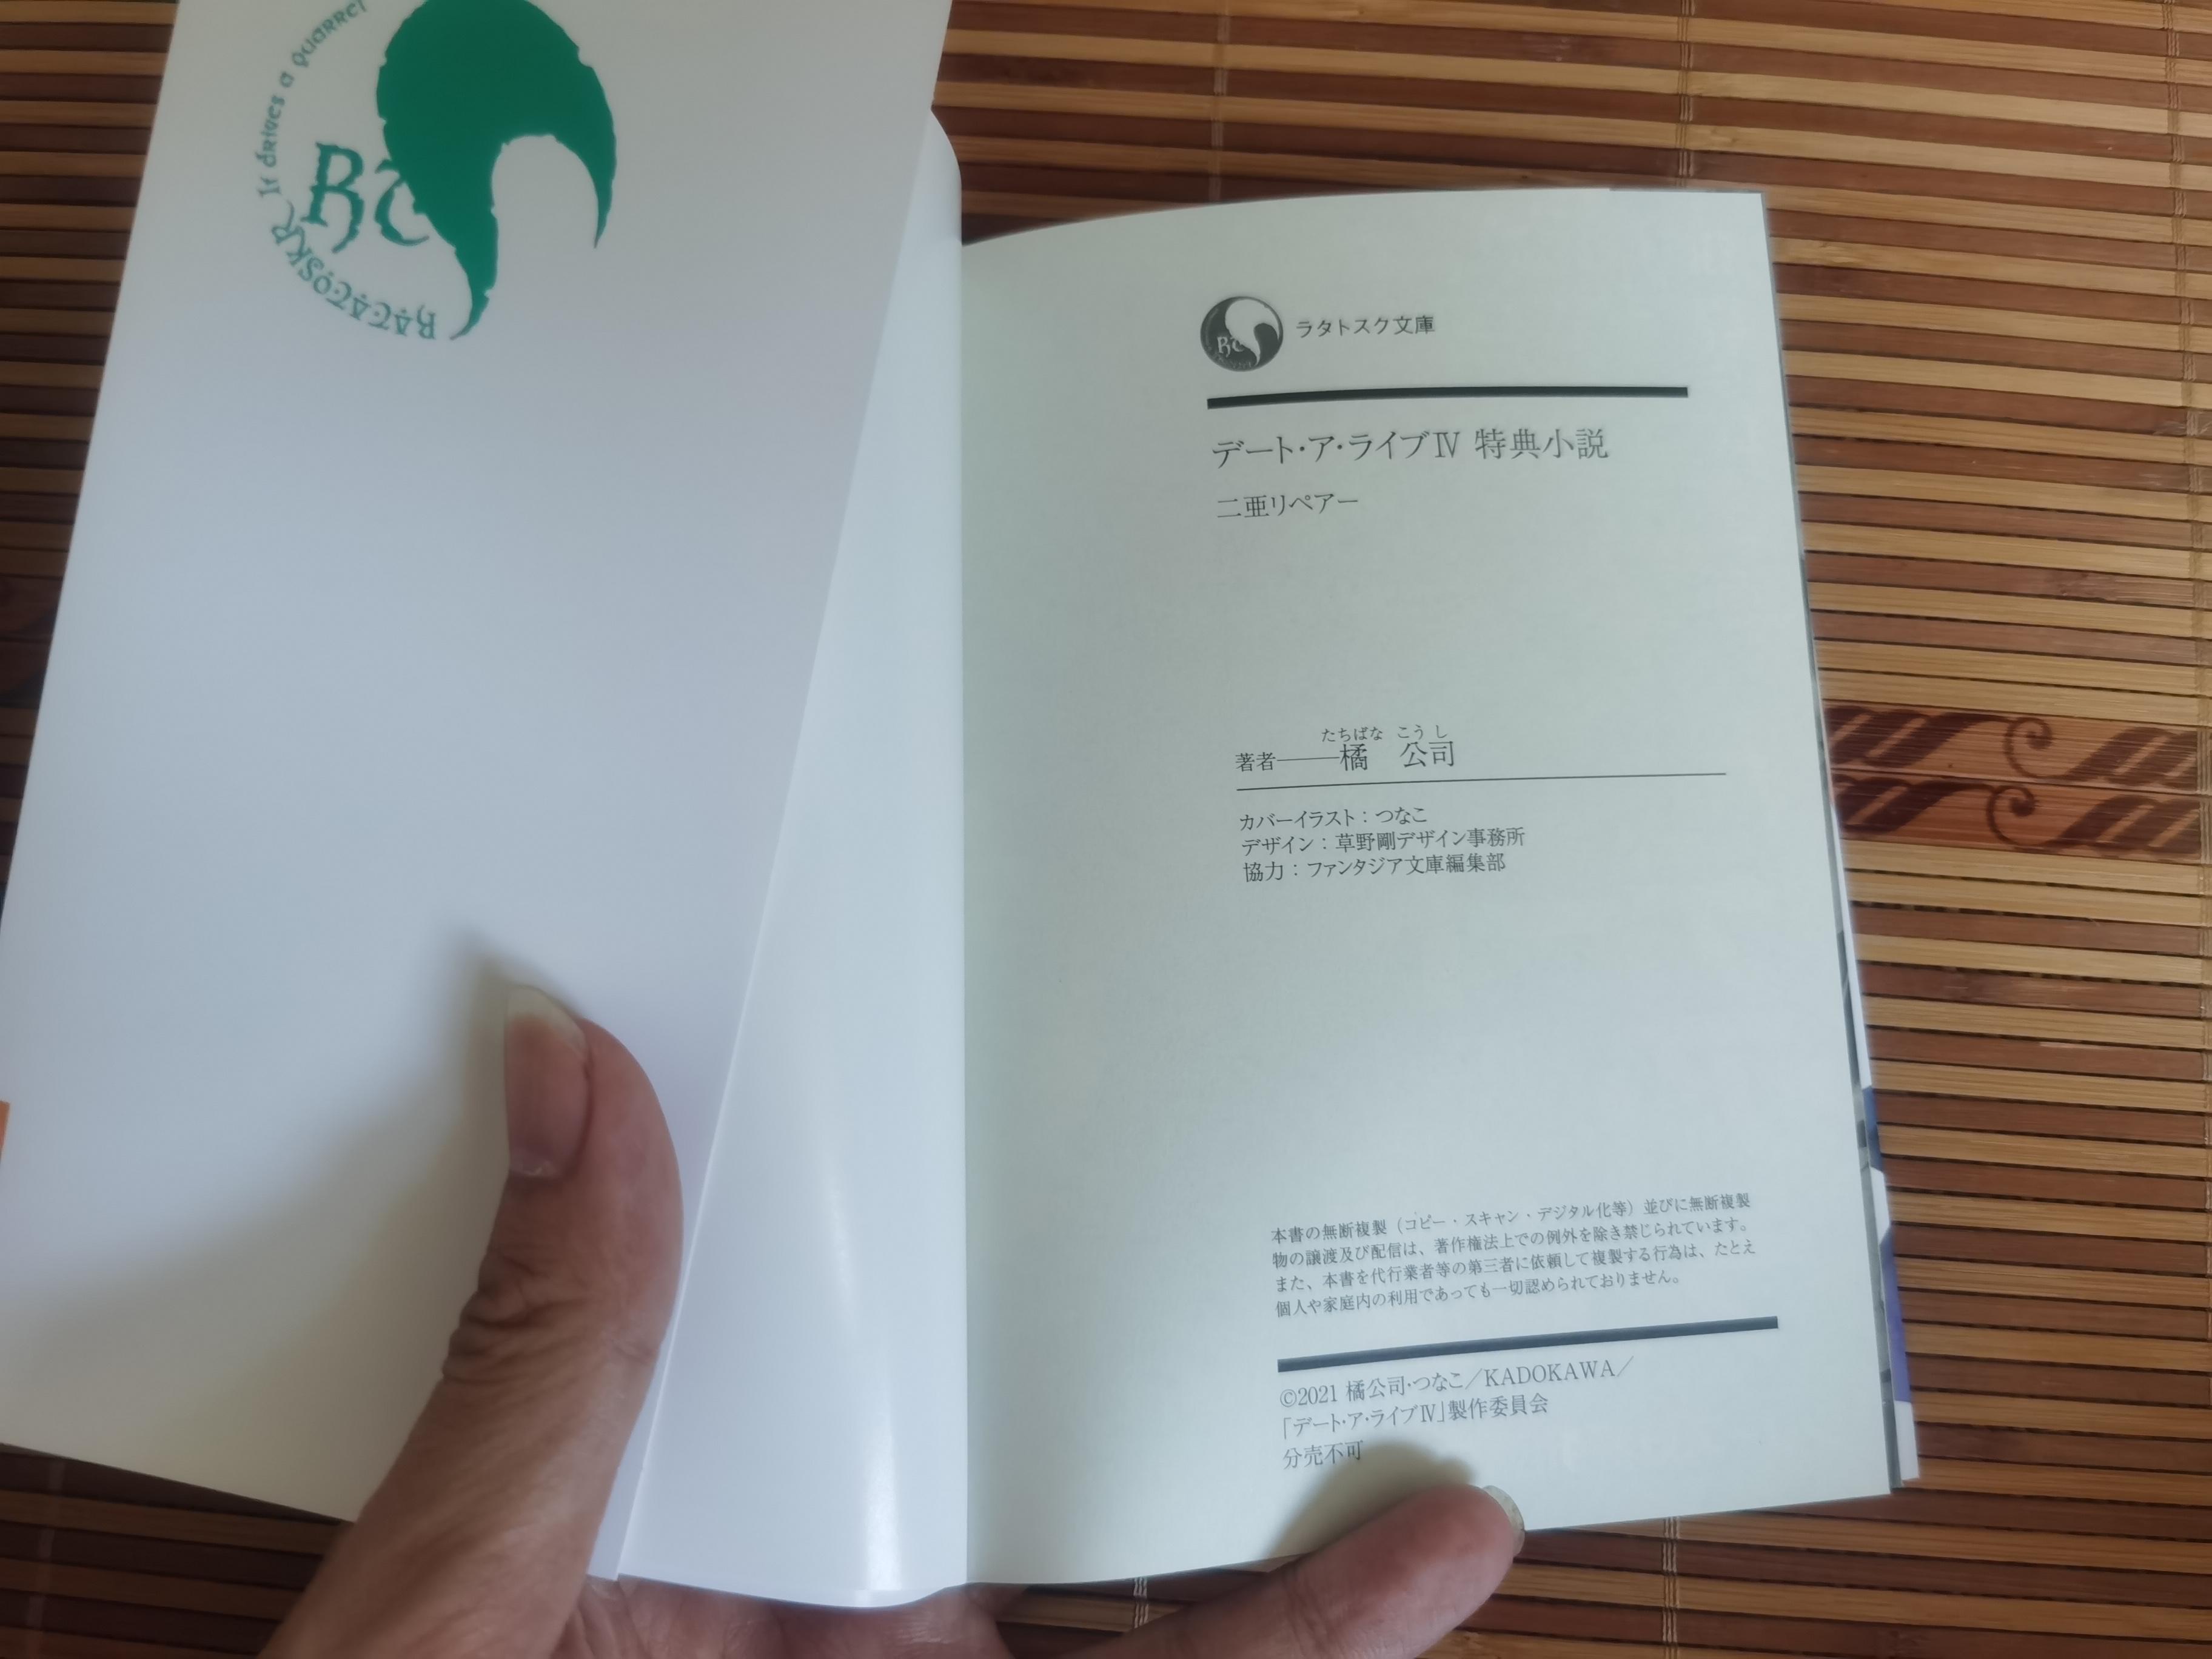 It drives a quarrel
RATATOSKR
RT
ラタトスク文庫
デート・ア・ライブⅣ 特典小説
二亜リペアー
たちばな こうし
著者――橘 公司
カバーイラスト：つなこ
デザイン：草野剛デザイン事務所
協力：ファンタジア文庫編集部
本書の無断複製（コピー・スキャン・デジタル化等）並びに無断複製
物の譲渡及び配信は、著作権法上での例外を除き禁じられています。
また、本書を代行業者等の第三者に依頼して複製する行為は、たとえ
個人や家庭内の利用であっても一切認められておりません。
©2021 橘公司・つなこ／KADOKAWA／
「デート・ア・ライブⅣ」製作委員会
分売不可